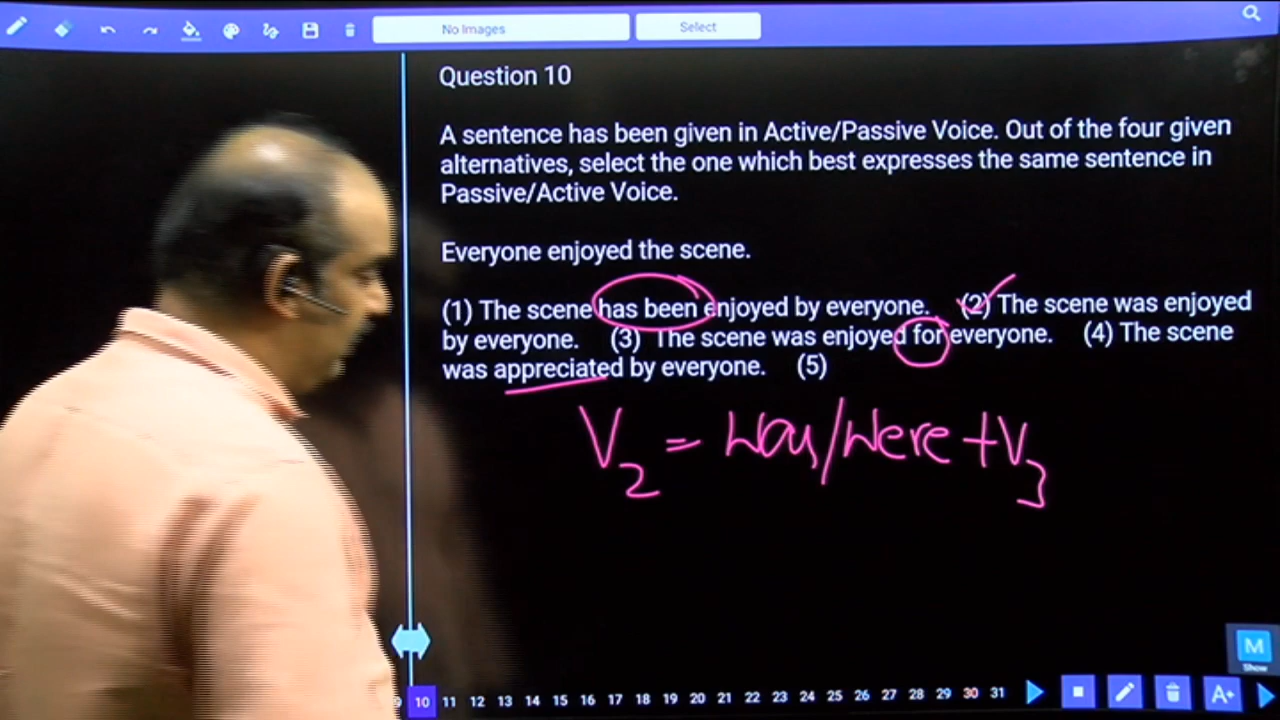 No Images
Select
Question 10
A sentence has been given in Active/Passive Voice. Out of the four given
alternatives, select the one which best expresses the same sentence in
Passive/Active Voice.
Everyone enjoyed the scene.
(1) The scene has been enjoyed by everyone. (2) The scene was enjoyed
by everyone. (3) The scene was enjoyed for everyone. (4) The scene
was appreciated by everyone. (5)
V2 = Was/Were + V3
M
Show
9 10 11 12 13 14 15 16 17 18 19 20 21 22 23 24 25 26 27 28 29 30 31
A+